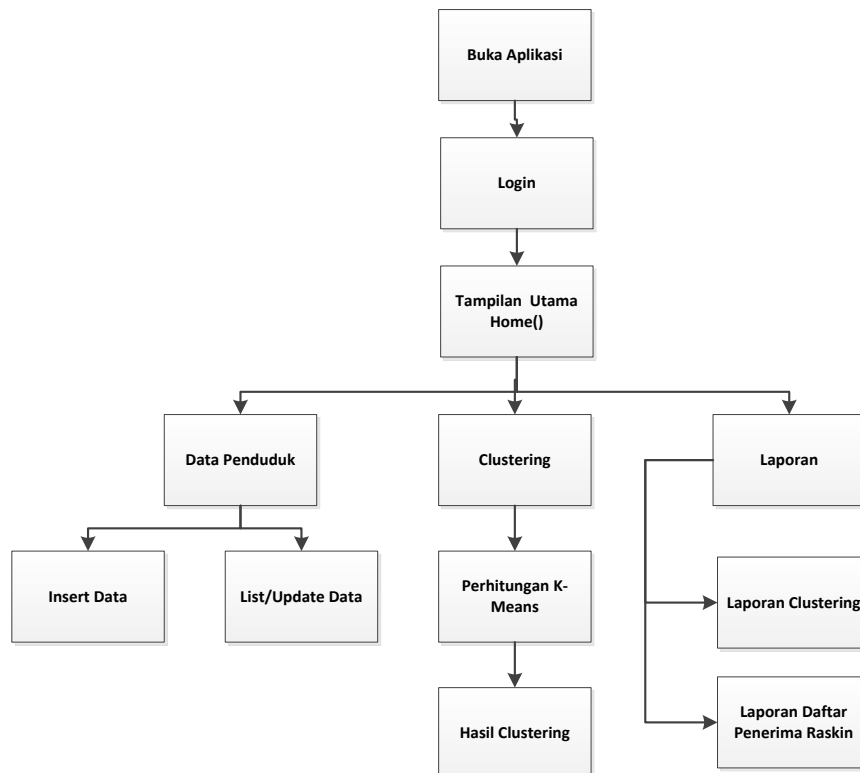 Buka Aplikasi
Login
Tampilan Utama
Home()
Data Penduduk
Clustering
Laporan
Insert Data
List/Update Data
Perhitungan K-
Means
Laporan Clustering
Hasil Clustering
Laporan Daftar
Penerima Raskin